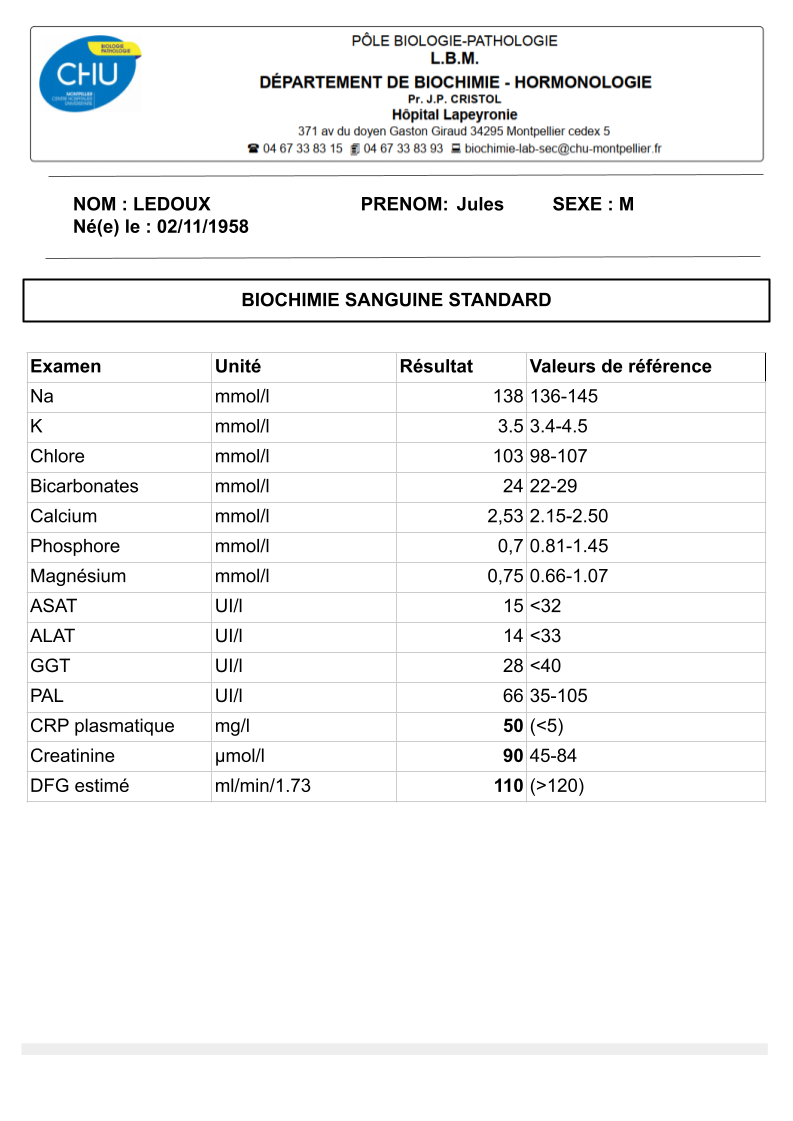 PÔLE BIOLOGIE-PATHOLOGIE
L.B.M.
DÉPARTEMENT DE BIOCHIMIE - HORMONOLOGIE
Pr. J.P. CRISTOL
Hôpital Lapeyronie
371 av du doyen Gaston Giraud 34295 Montpellier cedex 5
☎ 04 67 33 83 15 04 67 33 83 93 biochimie-lab-sec@chu-montpellier.fr
BIOLOGIE
PATHOLOGIE
CHU
MONTPELLIER
CENTRE HOSPITALIER
UNIVERSITAIRE
NOM : LEDOUX PRENOM: Jules SEXE : M
Né(e) le : 02/11/1958
BIOCHIMIE SANGUINE STANDARD
Examen Unité Résultat Valeurs de référence
Na mmol/l 138 136-145
K mmol/l 3.5 3.4-4.5
Chlore mmol/l 103 98-107
Bicarbonates mmol/l 24 22-29
Calcium mmol/l 2,53 2.15-2.50
Phosphore mmol/l 0,7 0.81-1.45
Magnésium mmol/l 0,75 0.66-1.07
ASAT UI/l 15 <32
ALAT UI/l 14 <33
GGT UI/l 28 <40
PAL UI/l 66 35-105
CRP plasmatique mg/l 50 (<5)
Creatinine µmol/l 90 45-84
DFG estimé ml/min/1.73 110 (>120)